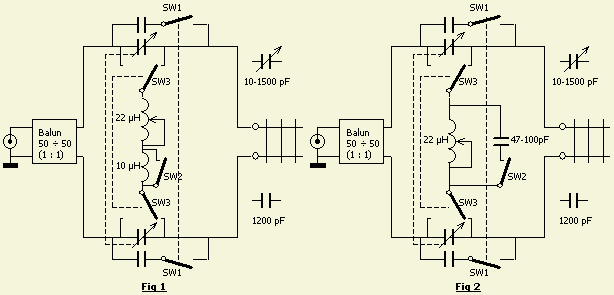 SW1
SW1
SW3
10-1500 pF
SW3
10-1500 pF
22 µH
22 µH
47-100pF
Balun
50 ÷ 50
(1 : 1)
Balun
50 ÷ 50
(1 : 1)
10 µH
SW2
SW2
SW3
1200 pF
SW3
1200 pF
SW1
SW1
Fig 1
Fig 2